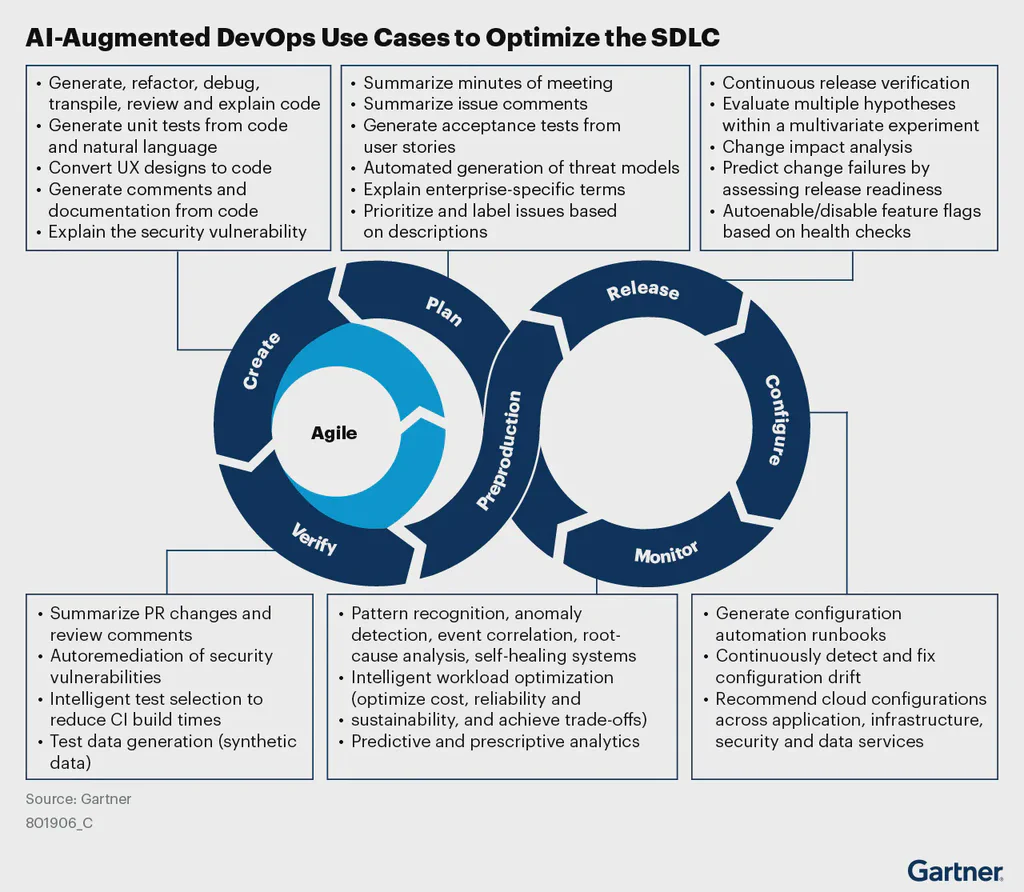 AI-Augmented DevOps Use Cases to Optimize the SDLC
• Generate, refactor, debug,
transpile, review and explain code
• Generate unit tests from code
and natural language
• Convert UX designs to code
• Generate comments and
documentation from code
• Explain the security vulnerability
• Summarize minutes of meeting
• Summarize issue comments
• Generate acceptance tests from
user stories
• Automated generation of threat models
• Explain enterprise-specific terms
• Prioritize and label issues based
on descriptions
• Continuous release verification
• Evaluate multiple hypotheses
within a multivariate experiment
• Change impact analysis
• Predict change failures by
assessing release readiness
• Autoenable/disable feature flags
based on health checks
Plan
Release
Create
Configure
Agile
Preproduction
Verify
Monitor
• Summarize PR changes and
review comments
• Autoremediation of security
vulnerabilities
• Intelligent test selection to
reduce CI build times
• Test data generation (synthetic
data)
• Pattern recognition, anomaly
detection, event correlation, root-
cause analysis, self-healing systems
• Intelligent workload optimization
(optimize cost, reliability and
• sustainability, and achieve trade-offs)
• Predictive and prescriptive analytics
• Generate configuration
automation runbooks
• Continuously detect and fix
configuration drift
• Recommend cloud configurations
across application, infrastructure,
security and data services
Source: Gartner
801906_C
Gartner